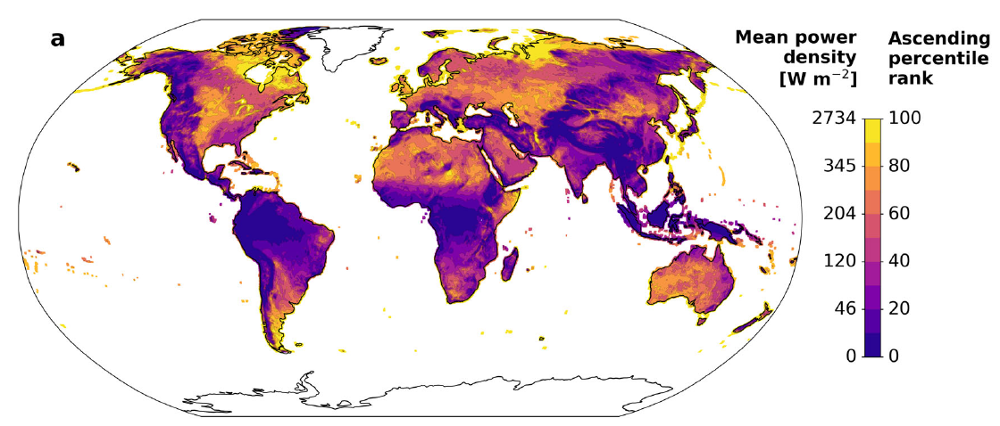 a
Mean power
density
[W m⁻²]
Ascending
percentile
rank
2734 100
345 80
204 60
120 40
46 20
0 0